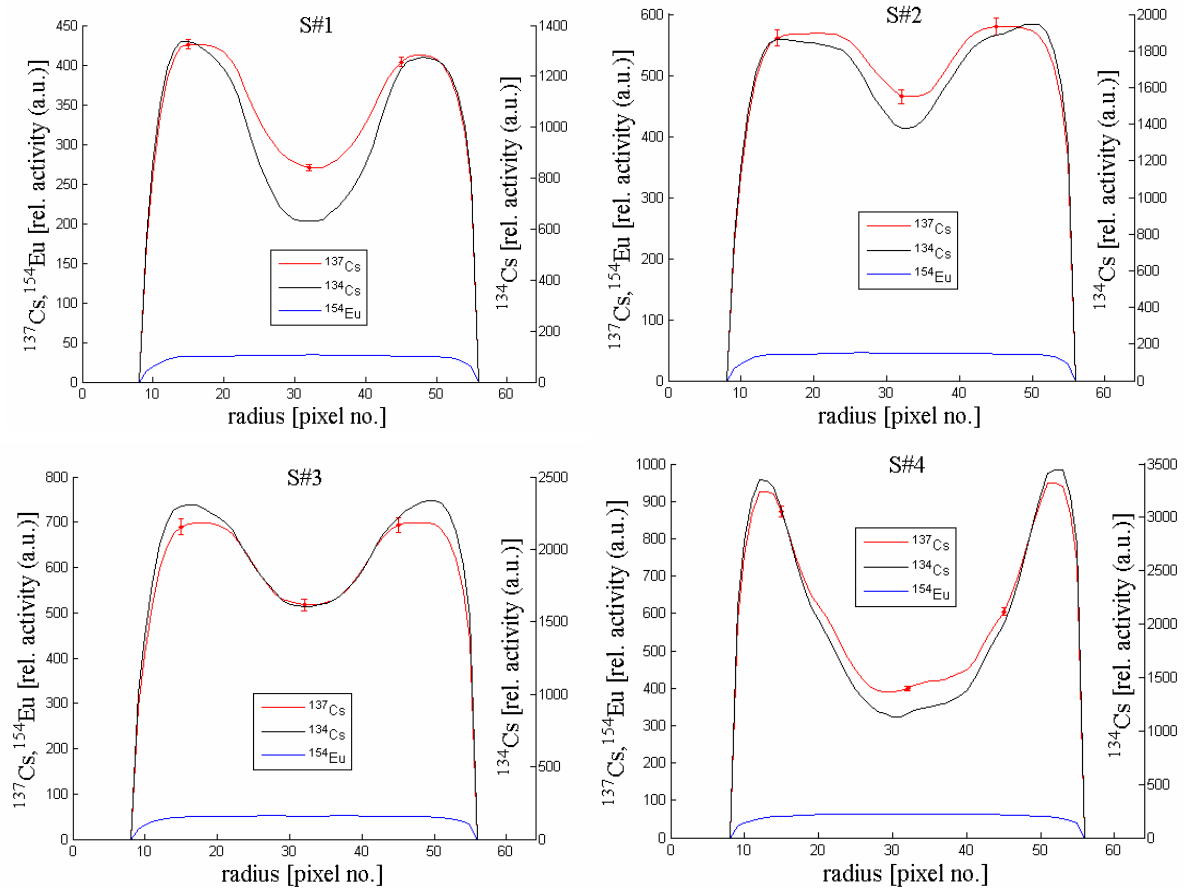 S#1
450
400
350
300
250
200
150
100
50
0
1400
1200
1000
800
600
400
200
0
0 10 20 30 40 50 60
radius [pixel no.]
137Cs,154Eu [rel. activity (a.u.)]
134Cs [rel. activity (a.u.)]
137Cs
134Cs
154Eu
S#2
600
500
400
300
200
100
0
2000
1800
1600
1400
1200
1000
800
600
400
200
0
0 10 20 30 40 50 60
radius [pixel no.]
137Cs,154Eu [rel. activity (a.u.)]
134Cs [rel. activity (a.u.)]
137Cs
134Cs
154Eu
S#3
800
700
600
500
400
300
200
100
0
2500
2000
1500
1000
500
0
0 10 20 30 40 50 60
radius [pixel no.]
137Cs,154Eu [rel. activity (a.u.)]
134Cs [rel. activity (a.u.)]
137Cs
134Cs
154Eu
S#4
1000
900
800
700
600
500
400
300
200
100
0
3500
3000
2500
2000
1500
1000
500
0
0 10 20 30 40 50 60
radius [pixel no.]
137Cs,154Eu [rel. activity (a.u.)]
134Cs [rel. activity (a.u.)]
137Cs
134Cs
154Eu